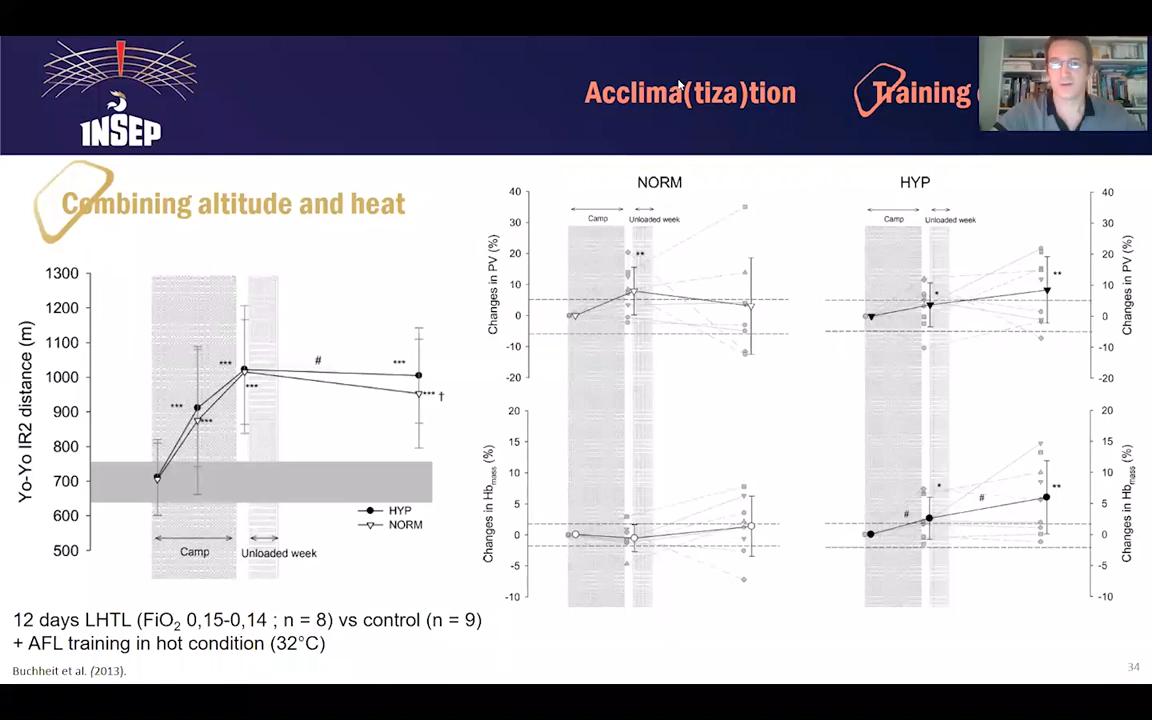 INSEP
Acclima(tiza)tion
Training
Combining altitude and heat
1300
1200
1100
1000
900
800
700
600
500
Yo-Yo IR2 distance (m)
***
***
***
***
#
***
*** †
HYP
NORM
Camp
Unloaded week
NORM
40
30
20
10
0
-10
-20
Changes in PV (%)
Camp
Unloaded week
**
HYP
Camp
Unloaded week
*
**
40
30
20
10
0
-10
-20
Changes in PV (%)
20
15
10
5
0
-5
-10
Changes in Hbmass (%)
#
*
#
**
20
15
10
5
0
-5
-10
Changes in Hbmass (%)
12 days LHTL (FiO2 0,15-0,14 ; n = 8) vs control (n = 9)
+ AFL training in hot condition (32°C)
Buchheit et al. (2013).
34